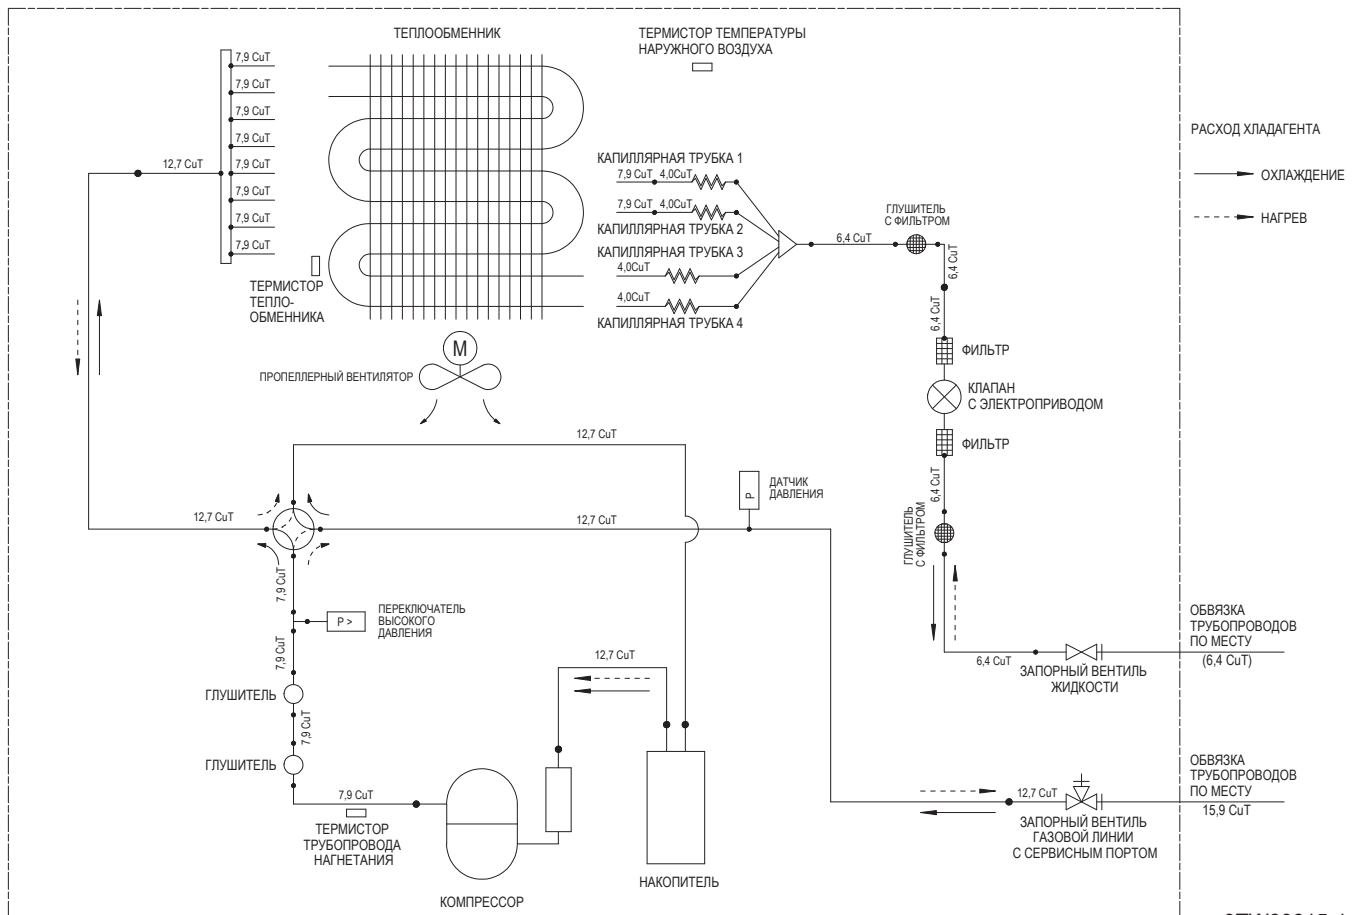 ТЕПЛООБМЕННИК
ТЕРМИСТОР ТЕМПЕРАТУРЫ
НАРУЖНОГО ВОЗДУХА
7,9 CuT
7,9 CuT
7,9 CuT
7,9 CuT
7,9 CuT
7,9 CuT
7,9 CuT
7,9 CuT
12,7 CuT
РАСХОД ХЛАДАГЕНТА
ОХЛАЖДЕНИЕ
НАГРЕВ
КАПИЛЛЯРНАЯ ТРУБКА 1
7,9 CuT 4,0CuT
7,9 CuT 4,0CuT
КАПИЛЛЯРНАЯ ТРУБКА 2
КАПИЛЛЯРНАЯ ТРУБКА 3
4,0CuT
4,0CuT
КАПИЛЛЯРНАЯ ТРУБКА 4
6,4 CuT
ГЛУШИТЕЛЬ
С ФИЛЬТРОМ
6,4 CuT
6,4 CuT
ТЕРМИСТОР
ТЕПЛО-
ОБМЕННИКА
M
ПРОПЕЛЛЕРНЫЙ ВЕНТИЛЯТОР
ФИЛЬТР
КЛАПАН
С ЭЛЕКТРОПРИВОДОМ
ФИЛЬТР
6,4 CuT
ГЛУШИТЕЛЬ
С ФИЛЬТРОМ
12,7 CuT
P
ДАТЧИК
ДАВЛЕНИЯ
12,7 CuT
12,7 CuT
7,9 CuT
P >
ПЕРЕКЛЮЧАТЕЛЬ
ВЫСОКОГО
ДАВЛЕНИЯ
7,9 CuT
ГЛУШИТЕЛЬ
7,9 CuT
ГЛУШИТЕЛЬ
7,9 CuT
ТЕРМИСТОР
ТРУБОПРОВОДА
НАГНЕТАНИЯ
КОМПРЕССОР
12,7 CuT
НАКОПИТЕЛЬ
6,4 CuT
ЗАПОРНЫЙ ВЕНТИЛЬ
ЖИДКОСТИ
ОБВЯЗКА
ТРУБОПРОВОДОВ
ПО МЕСТУ
(6,4 CuT)
12,7 CuT
ЗАПОРНЫЙ ВЕНТИЛЬ
ГАЗОВОЙ ЛИНИИ
С СЕРВИСНЫМ ПОРТОМ
ОБВЯЗКА
ТРУБОПРОВОДОВ
ПО МЕСТУ
15,9 CuT